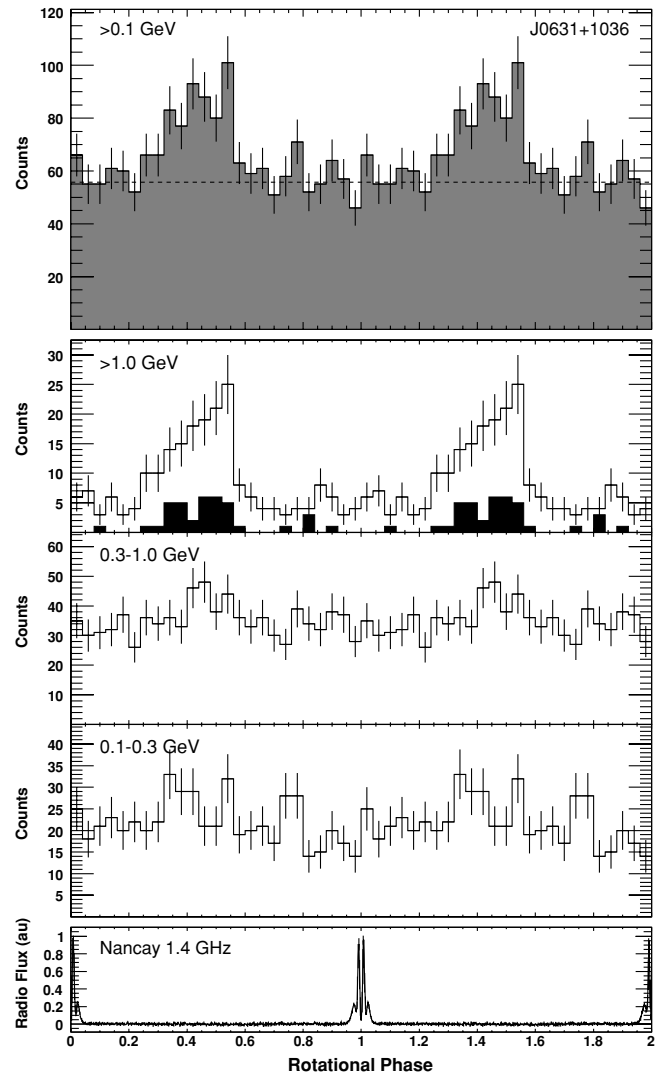 >0.1 GeV J0631+1036
120
100
80
60
40
20
Counts
>1.0 GeV
30
25
20
15
10
5
Counts
0.3-1.0 GeV
60
50
40
30
20
10
0
Counts
0.1-0.3 GeV
40
35
30
25
20
15
10
5
0
Counts
Nancay 1.4 GHz
1
0.8
0.6
0.4
0.2
0
Radio Flux (au)
0 0.2 0.4 0.6 0.8 1 1.2 1.4 1.6 1.8 2
Rotational Phase